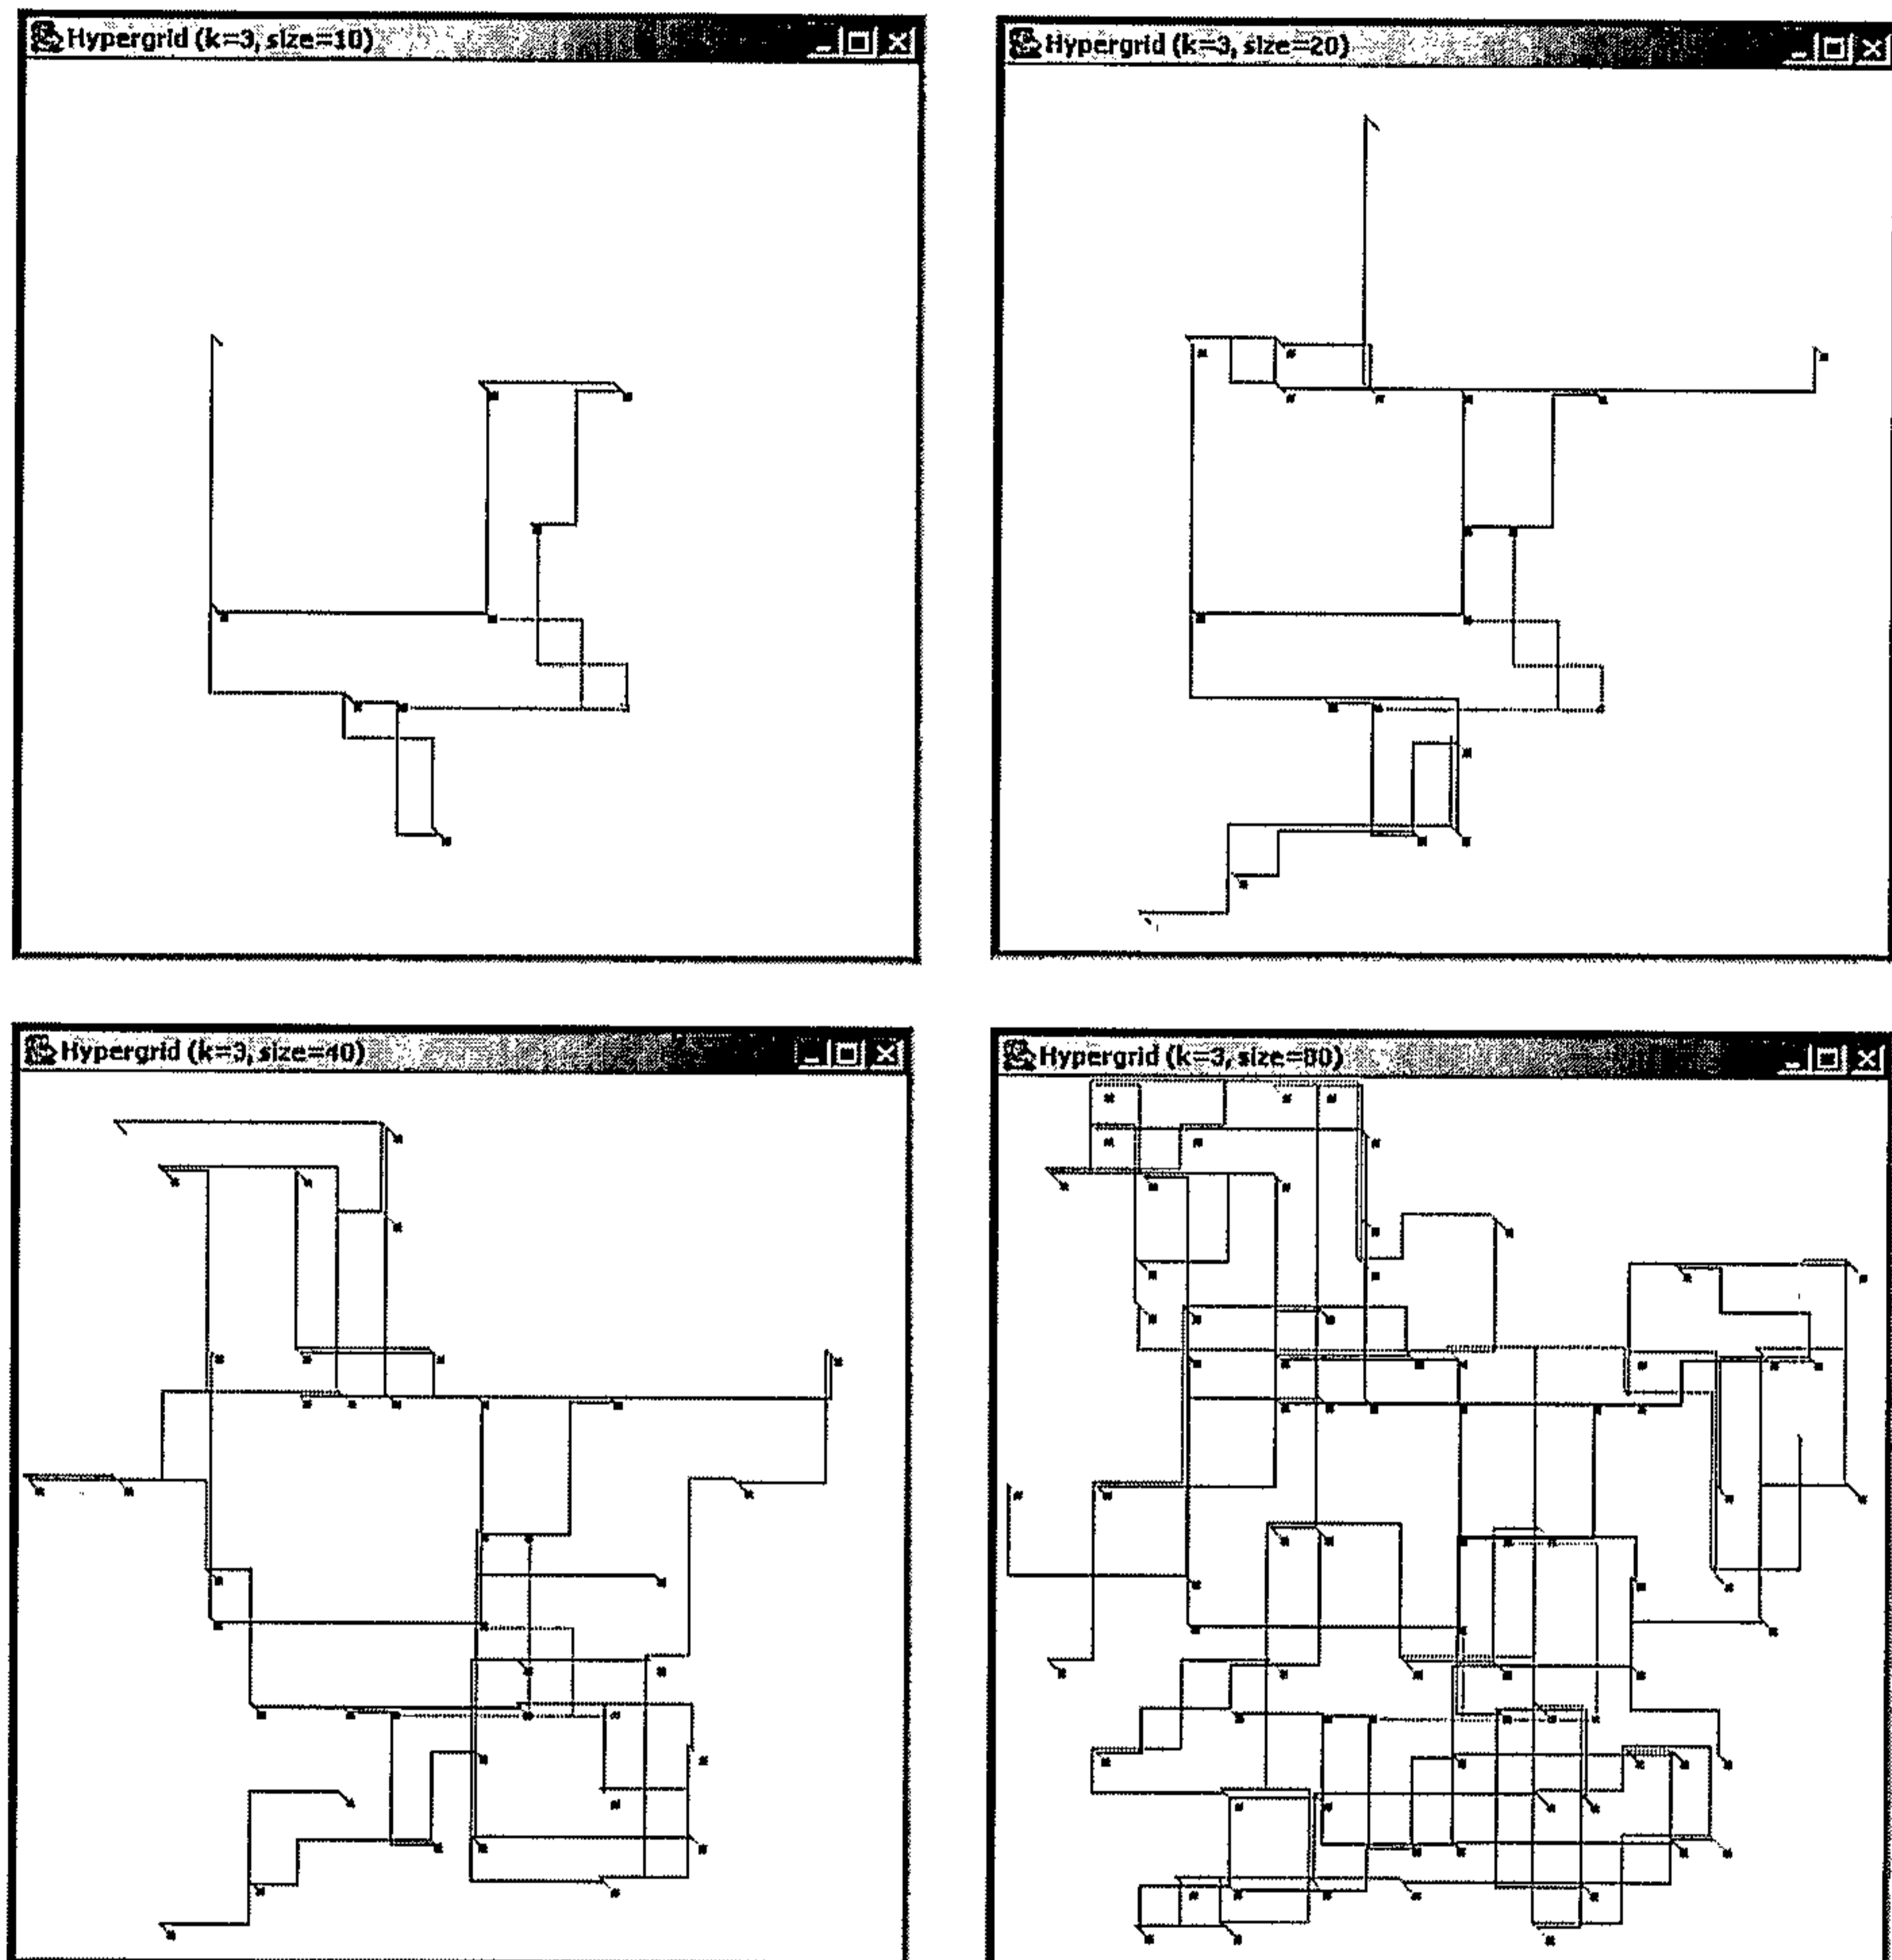 Hypergrid (k=3, size=10)
Hypergrid (k=3, size=20)
Hypergrid (k=3, size=40)
Hypergrid (k=3, size=80)